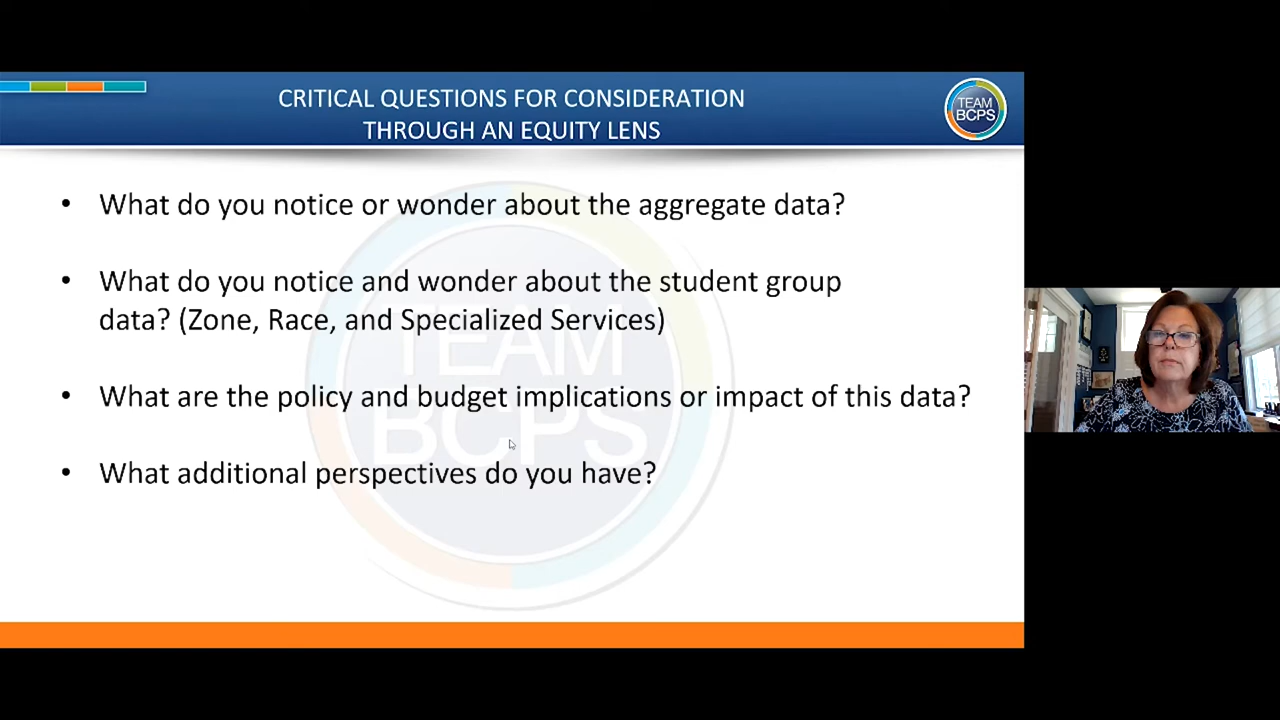 CRITICAL QUESTIONS FOR CONSIDERATION
THROUGH AN EQUITY LENS
TEAM
BCPS
• What do you notice or wonder about the aggregate data?
• What do you notice and wonder about the student group
data? (Zone, Race, and Specialized Services)
• What are the policy and budget implications or impact of this data?
• What additional perspectives do you have?
TEAM
BCPS